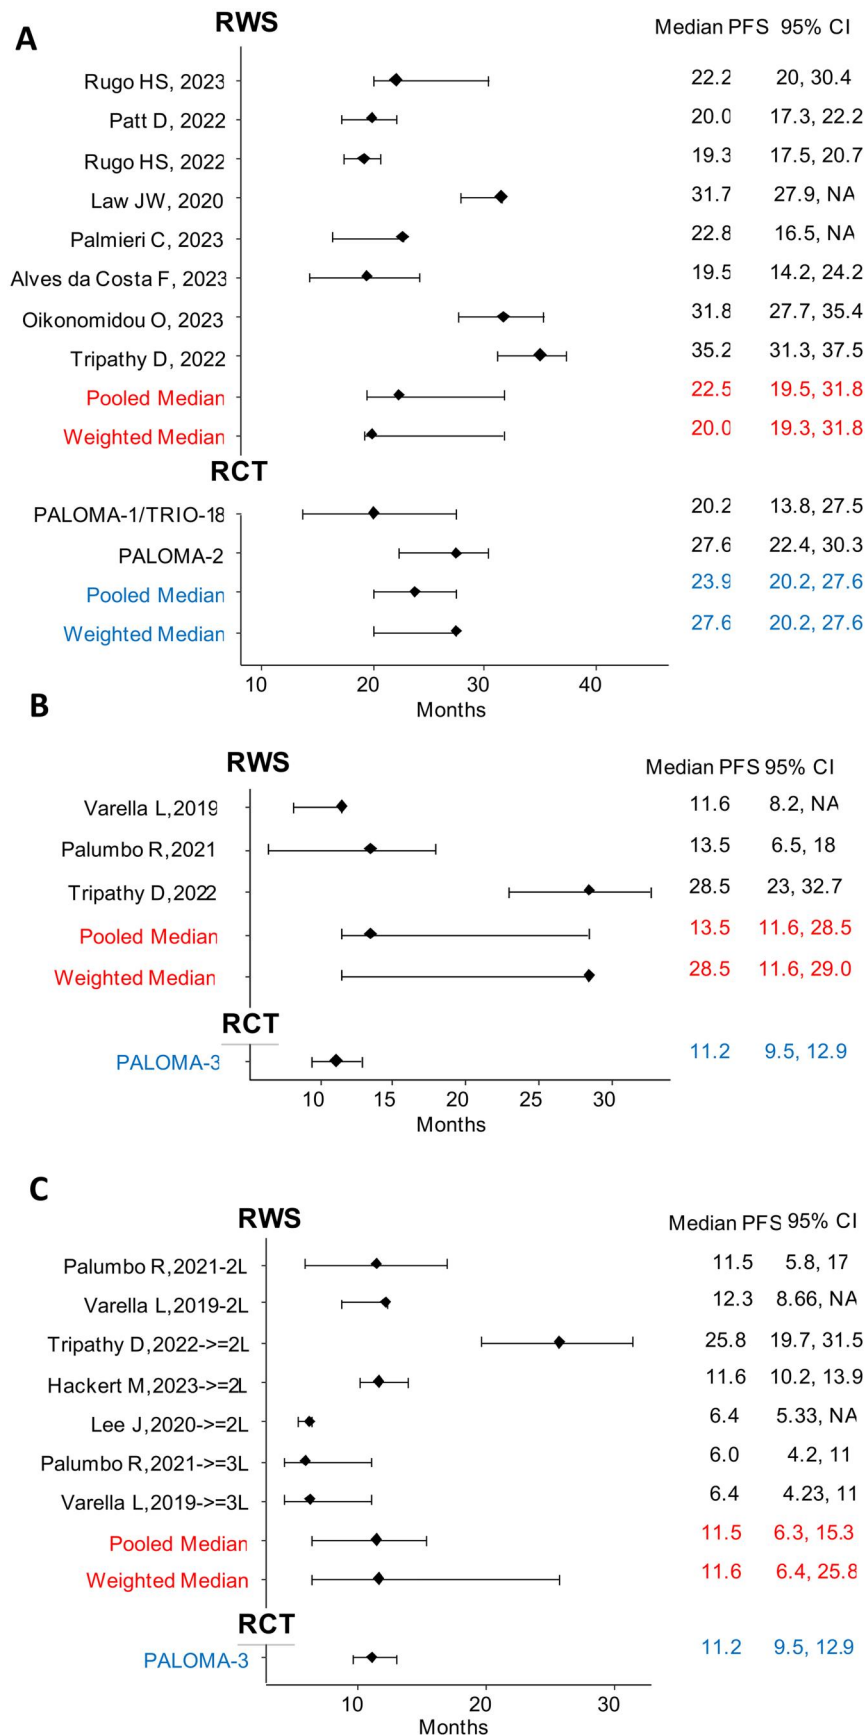 A
RWS
Median PFS 95% CI
Rugo HS, 2023 22.2 20, 30.4
Patt D, 2022 20.0 17.3, 22.2
Rugo HS, 2022 19.3 17.5, 20.7
Law JW, 2020 31.7 27.9, NA
Palmieri C, 2023 22.8 16.5, NA
Alves da Costa F, 2023 19.5 14.2, 24.2
Oikonomidou O, 2023 31.8 27.7, 35.4
Tripathy D, 2022 35.2 31.3, 37.5
Pooled Median 22.5 19.5, 31.8
Weighted Median 20.0 19.3, 31.8
RCT
PALOMA-1/TRIO-18 20.2 13.8, 27.5
PALOMA-2 27.6 22.4, 30.3
Pooled Median 23.9 20.2, 27.6
Weighted Median 27.6 20.2, 27.6
10 20 30 40
Months
B
RWS
Median PFS 95% CI
Varella L,2019 11.6 8.2, NA
Palumbo R,2021 13.5 6.5, 18
Tripathy D,2022 28.5 23, 32.7
Pooled Median 13.5 11.6, 28.5
Weighted Median 28.5 11.6, 29.0
RCT
PALOMA-3 11.2 9.5, 12.9
10 15 20 25 30
Months
C
RWS
Median PFS 95% CI
Palumbo R,2021-2L 11.5 5.8, 17
Varella L,2019-2L 12.3 8.66, NA
Tripathy D,2022->=2L 25.8 19.7, 31.5
Hackert M,2023->=2L 11.6 10.2, 13.9
Lee J,2020->=2L 6.4 5.33, NA
Palumbo R,2021->=3L 6.0 4.2, 11
Varella L,2019->=3L 6.4 4.23, 11
Pooled Median 11.5 6.3, 15.3
Weighted Median 11.6 6.4, 25.8
RCT
PALOMA-3 11.2 9.5, 12.9
10 20 30
Months